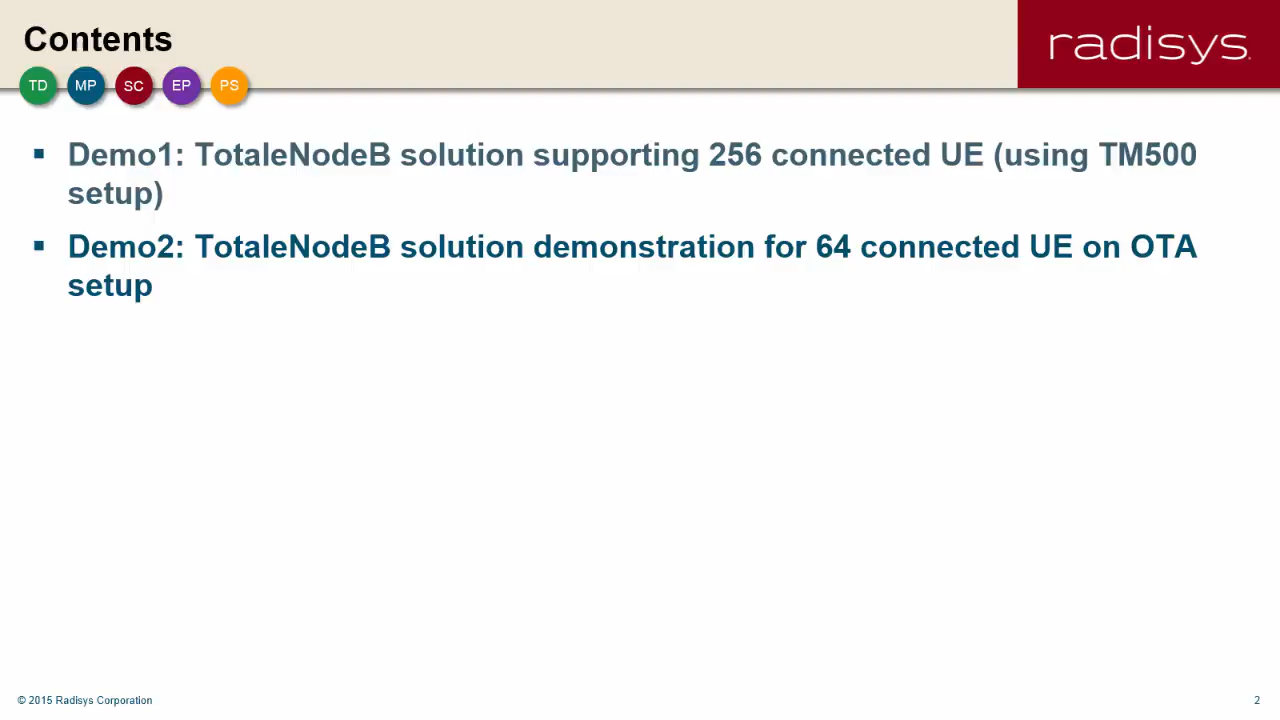 Contents
radisys.
TD MP SC EP PS
▪ Demo1: TotaleNodeB solution supporting 256 connected UE (using TM500
setup)
▪ Demo2: TotaleNodeB solution demonstration for 64 connected UE on OTA
setup
© 2015 Radisys Corporation
2